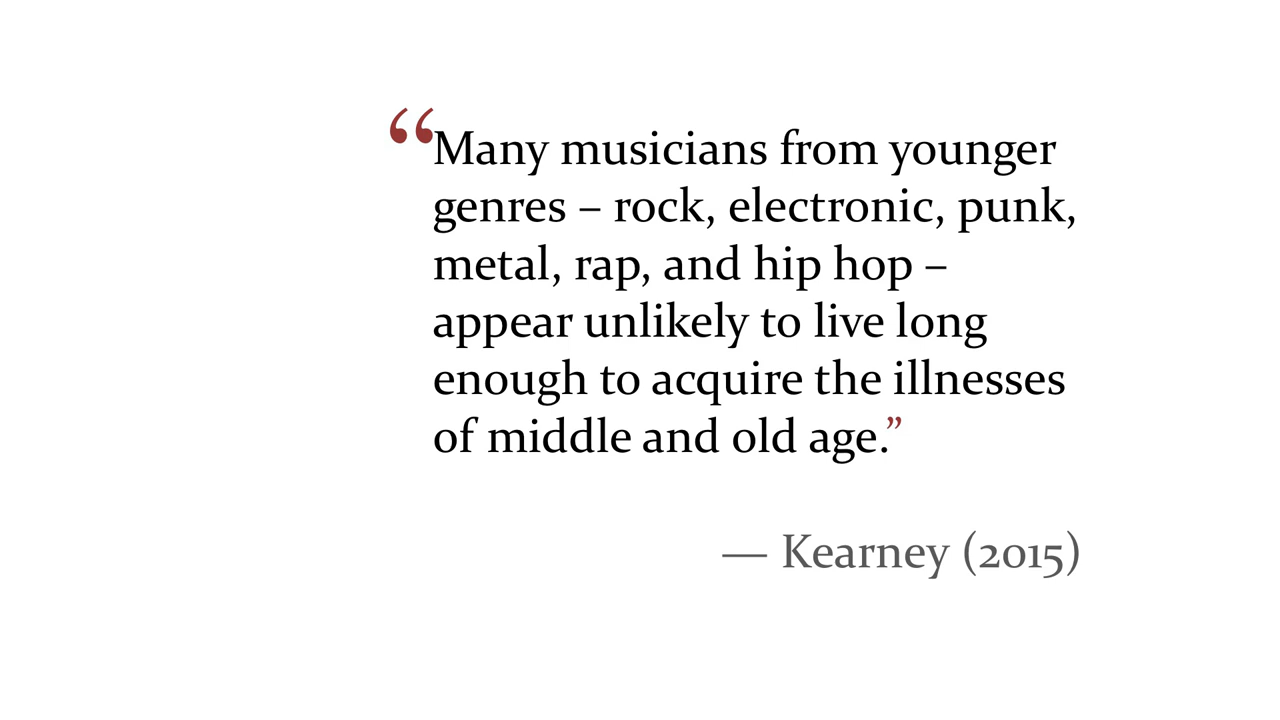 “Many musicians from younger
genres – rock, electronic, punk,
metal, rap, and hip hop –
appear unlikely to live long
enough to acquire the illnesses
of middle and old age.”
— Kearney (2015)